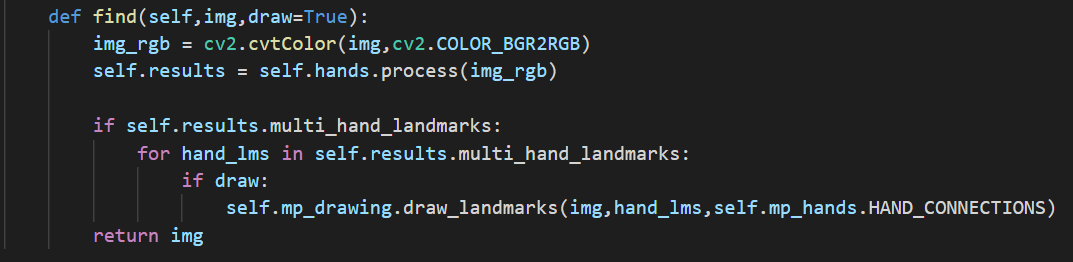 def find(self,img,draw=True):
    img_rgb = cv2.cvtColor(img,cv2.COLOR_BGR2RGB)
    self.results = self.hands.process(img_rgb)

    if self.results.multi_hand_landmarks:
        for hand_lms in self.results.multi_hand_landmarks:
            if draw:
                self.mp_drawing.draw_landmarks(img,hand_lms,self.mp_hands.HAND_CONNECTIONS)
    return img